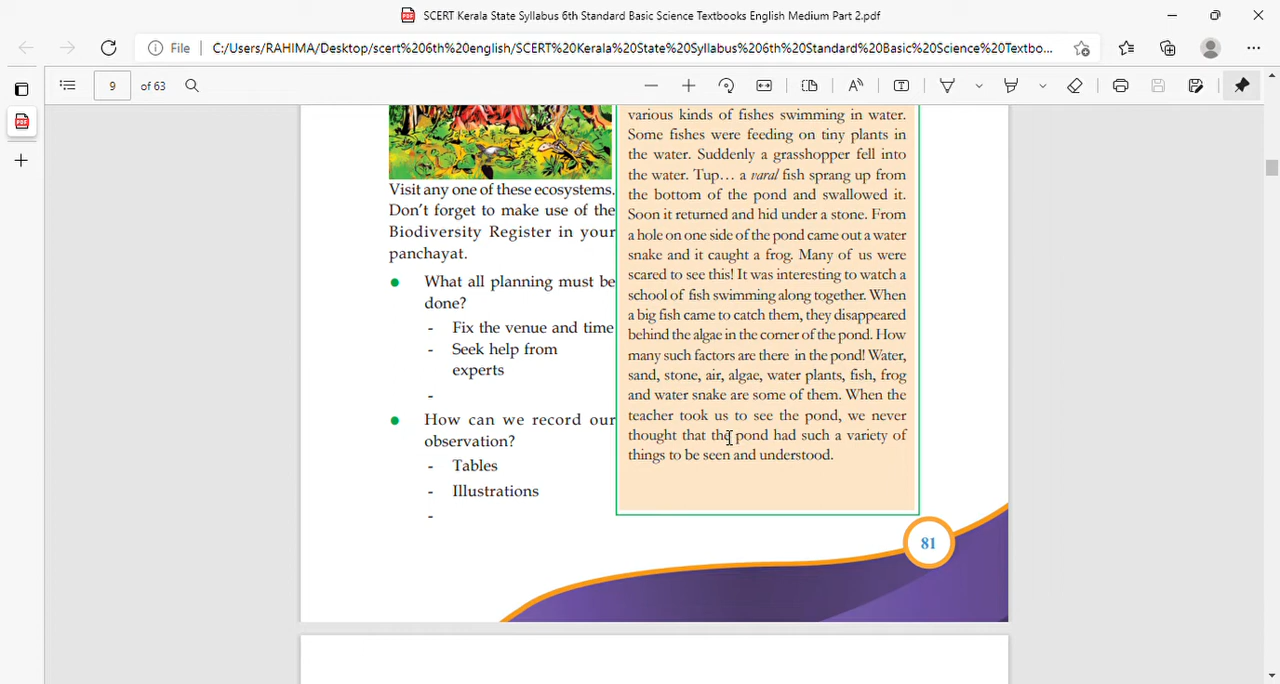 SCERT Kerala State Syllabus 6th Standard Basic Science Textbooks English Medium Part 2.pdf
File
C:/Users/RAHIMA/Desktop/scert%206th%20english/SCERT%20Kerala%20State%20Syllabus%206th%20Standard%20Basic%20Science%20Textbo...
9 of 63
Visit any one of these ecosystems.
Don't forget to make use of the
Biodiversity Register in your
panchayat.
● What all planning must be
done?
- Fix the venue and time
- Seek help from
experts
-
● How can we record our
observation?
- Tables
- Illustrations
-
various kinds of fishes swimming in water.
Some fishes were feeding on tiny plants in
the water. Suddenly a grasshopper fell into
the water. Tup… a varal fish sprang up from
the bottom of the pond and swallowed it.
Soon it returned and hid under a stone. From
a hole on one side of the pond came out a water
snake and it caught a frog. Many of us were
scared to see this! It was interesting to watch a
school of fish swimming along together. When
a big fish came to catch them, they disappeared
behind the algae in the corner of the pond. How
many such factors are there in the pond! Water,
sand, stone, air, algae, water plants, fish, frog
and water snake are some of them. When the
teacher took us to see the pond, we never
thought that the pond had such a variety of
things to be seen and understood.
81